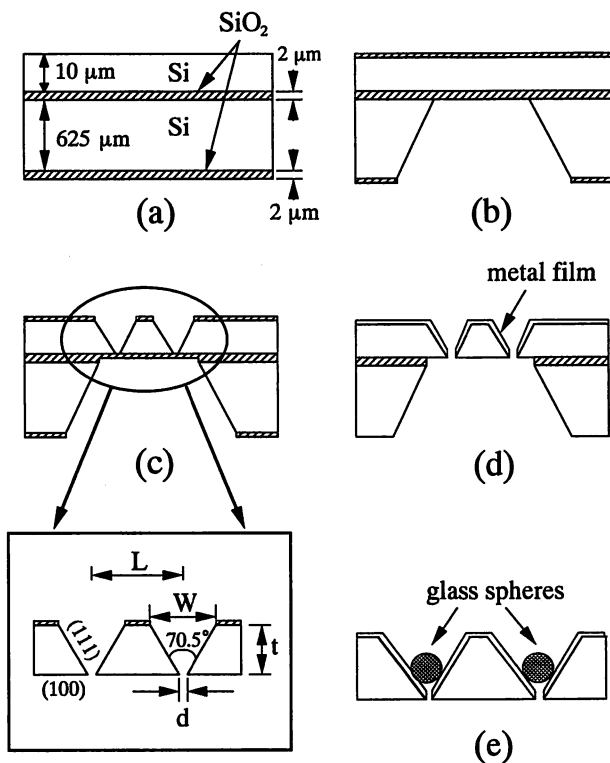 SiO₂
10 μm
Si
2 μm
625 μm
Si
2 μm
(a)
(b)
metal film
(c)
(d)
L
W
(111)
70.5°
t
(100)
d
glass spheres
(e)